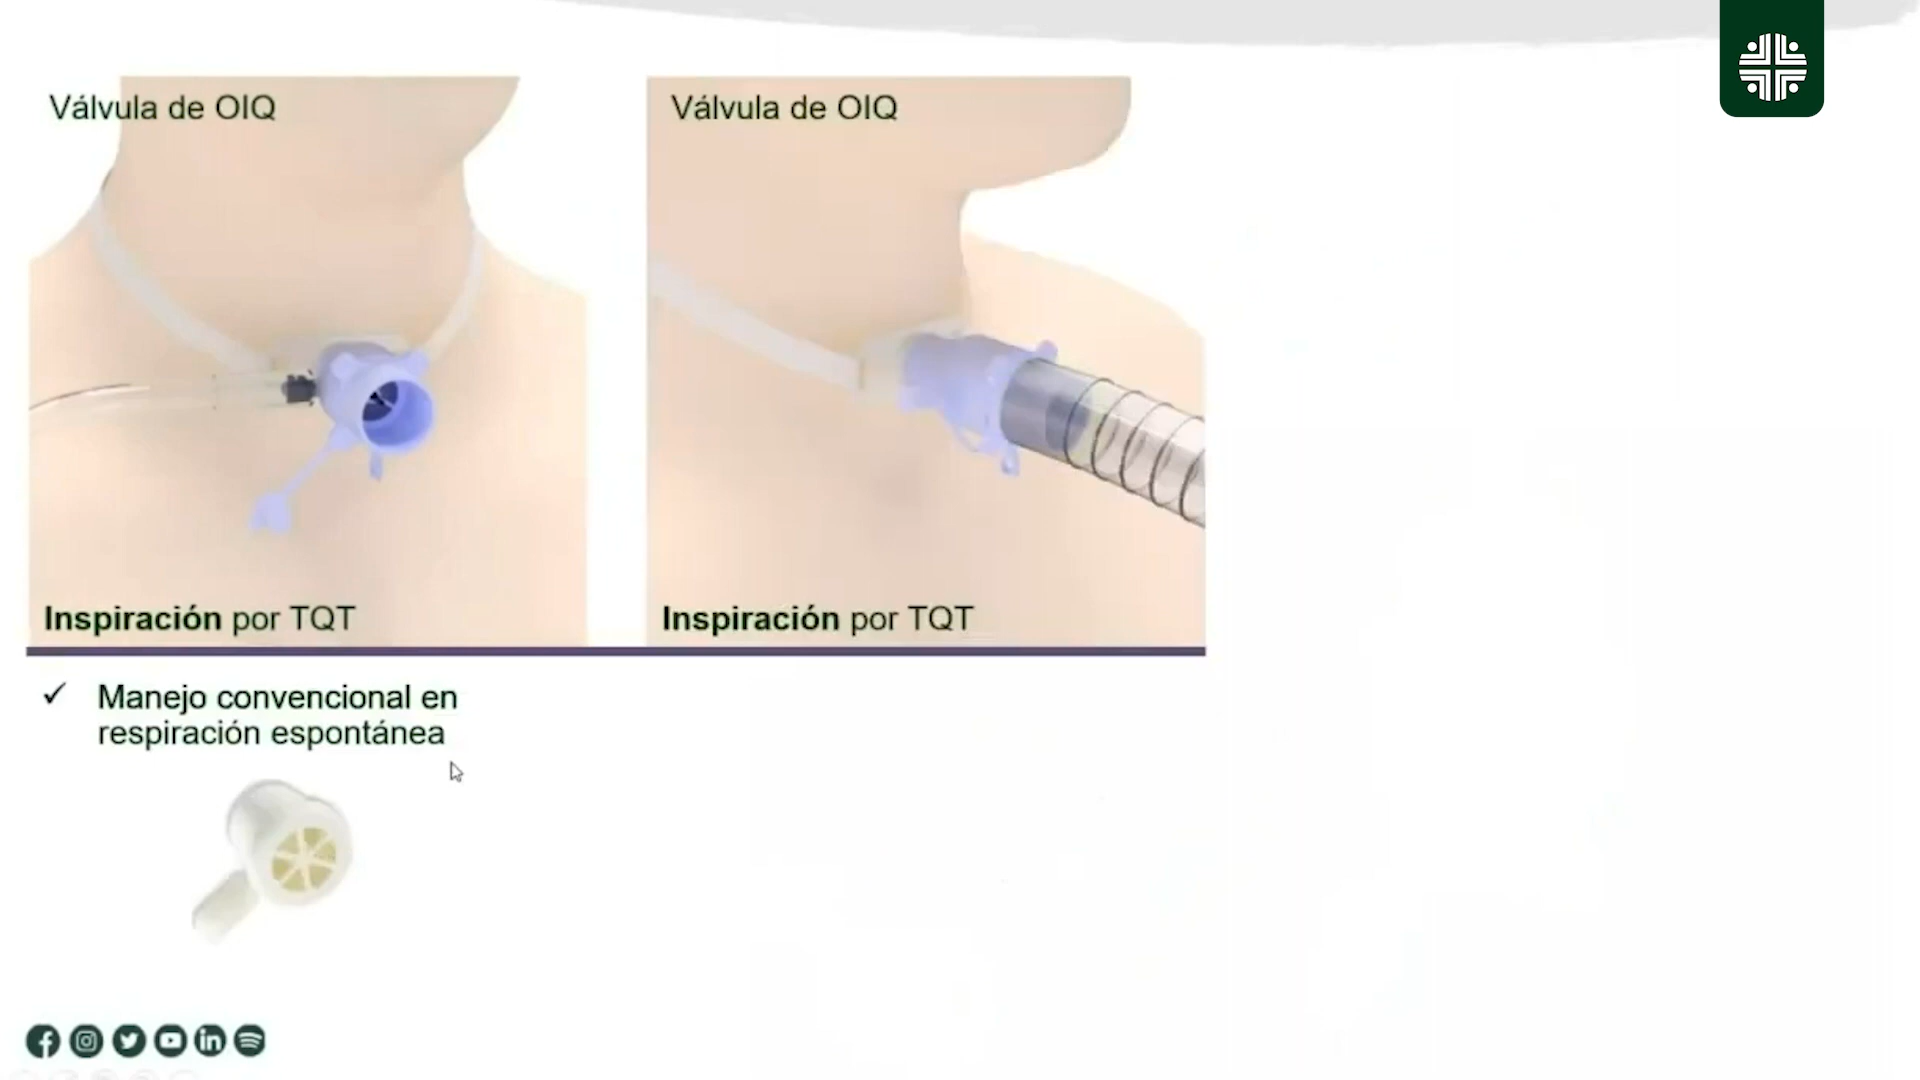 Válvula de OIQ
Válvula de OIQ
Inspiración por TQT
Inspiración por TQT
✓ Manejo convencional en
respiración espontánea